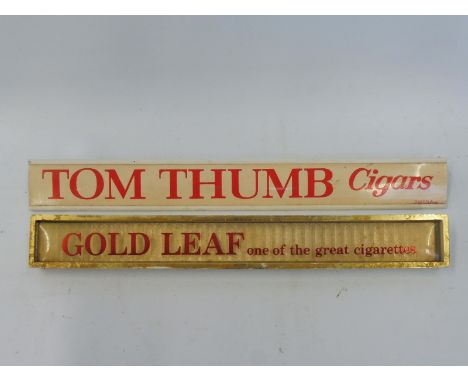 TOM THUMB Cigars
GOLD LEAF one of the great cigarettes